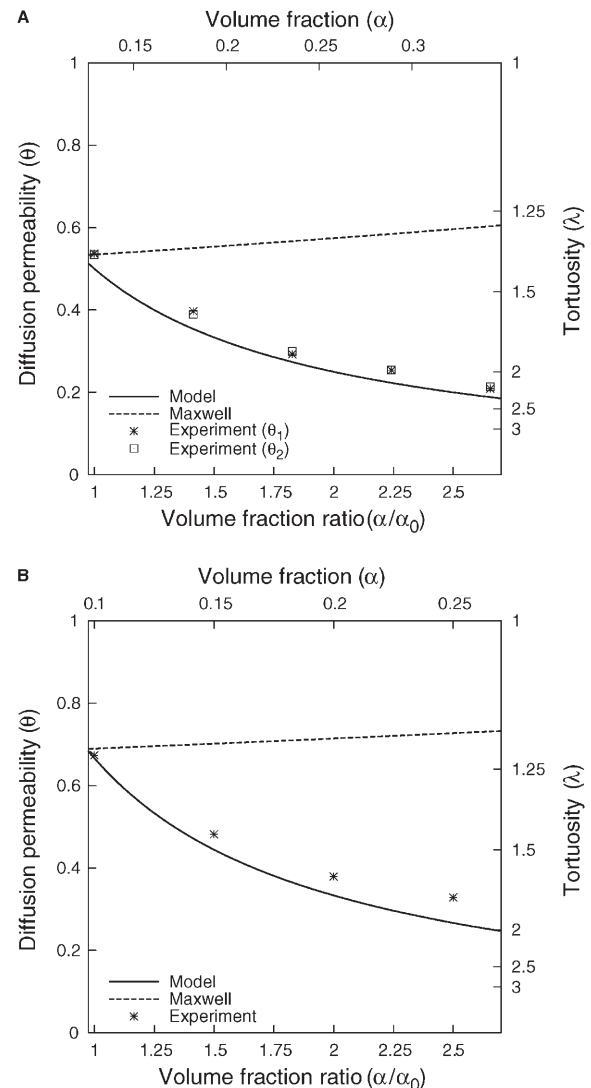 A
Volume fraction (α)
0.15 0.2 0.25 0.3
1 1
0.8
Diffusion permeability (θ)
Tortuosity (λ)
0.6 1.25
0.4 1.5
0.2 2
2.5
3
0
Model
Maxwell
Experiment (θ1)
Experiment (θ2)
1 1.25 1.5 1.75 2 2.25 2.5
Volume fraction ratio(α/α0)
B
Volume fraction (α)
0.1 0.15 0.2 0.25
1 1
0.8
Diffusion permeability (θ)
Tortuosity (λ)
0.6 1.25
0.4 1.5
0.2 2
2.5
3
0
Model
Maxwell
Experiment
1 1.25 1.5 1.75 2 2.25 2.5
Volume fraction ratio (α/α0)